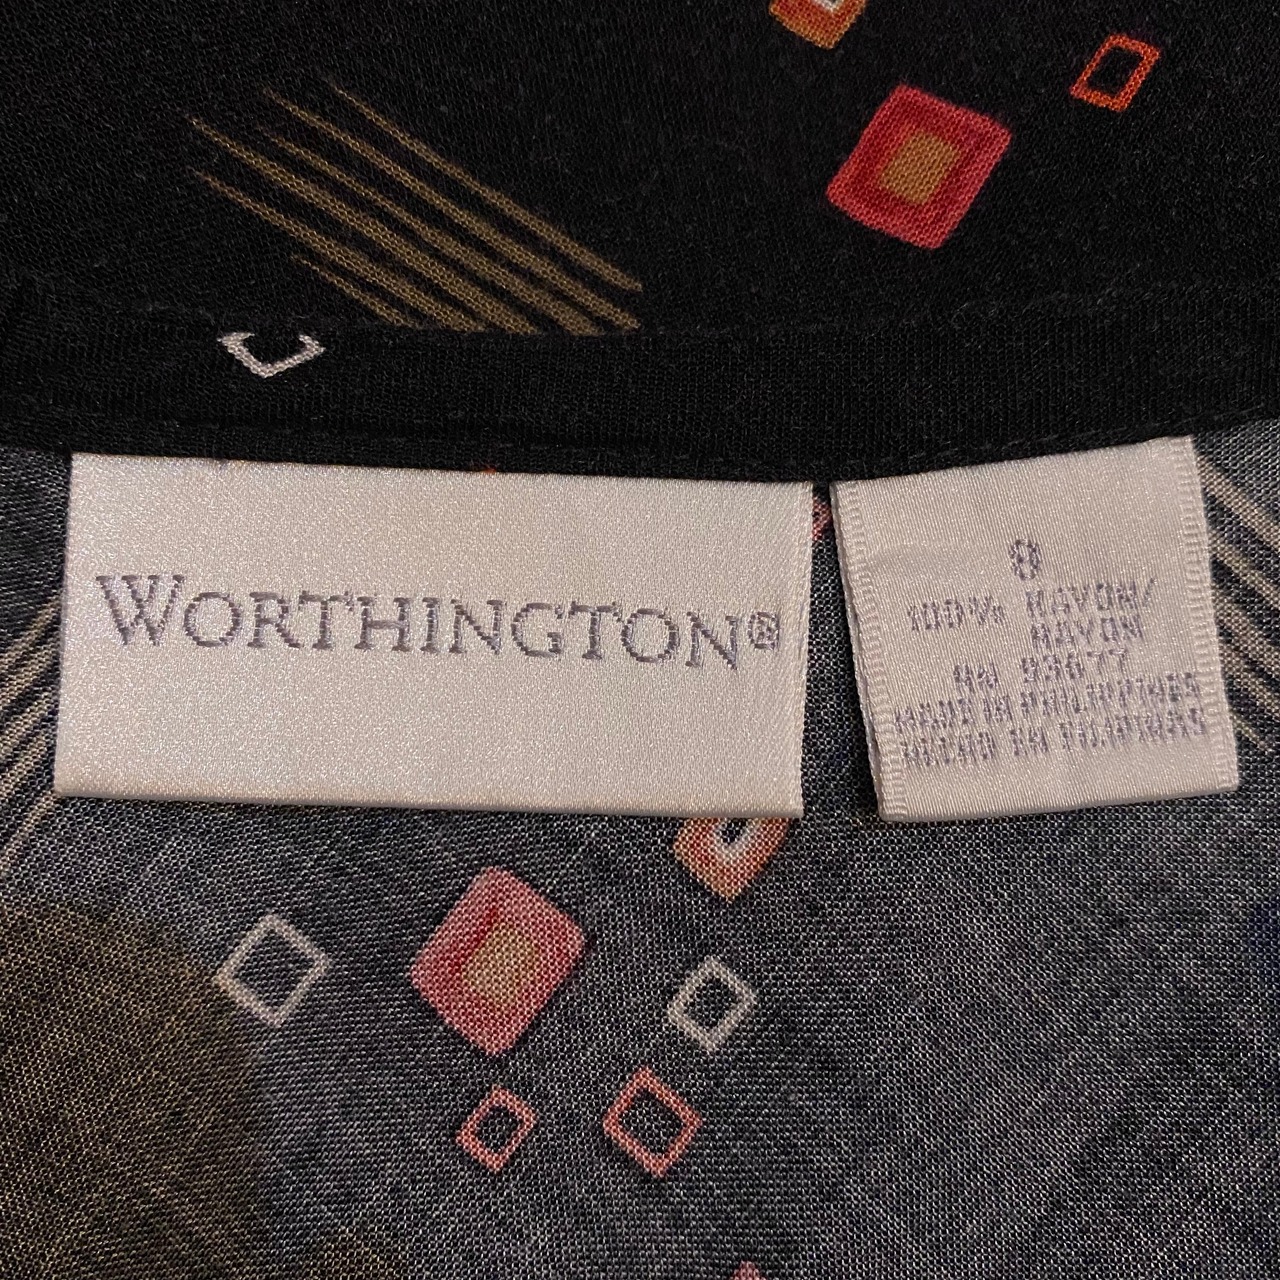 WORTHINGTON®
8
100% RAYON/
RAYON
RN 93677
MADE IN PHILIPPINES
HECHO EN FILIPINAS